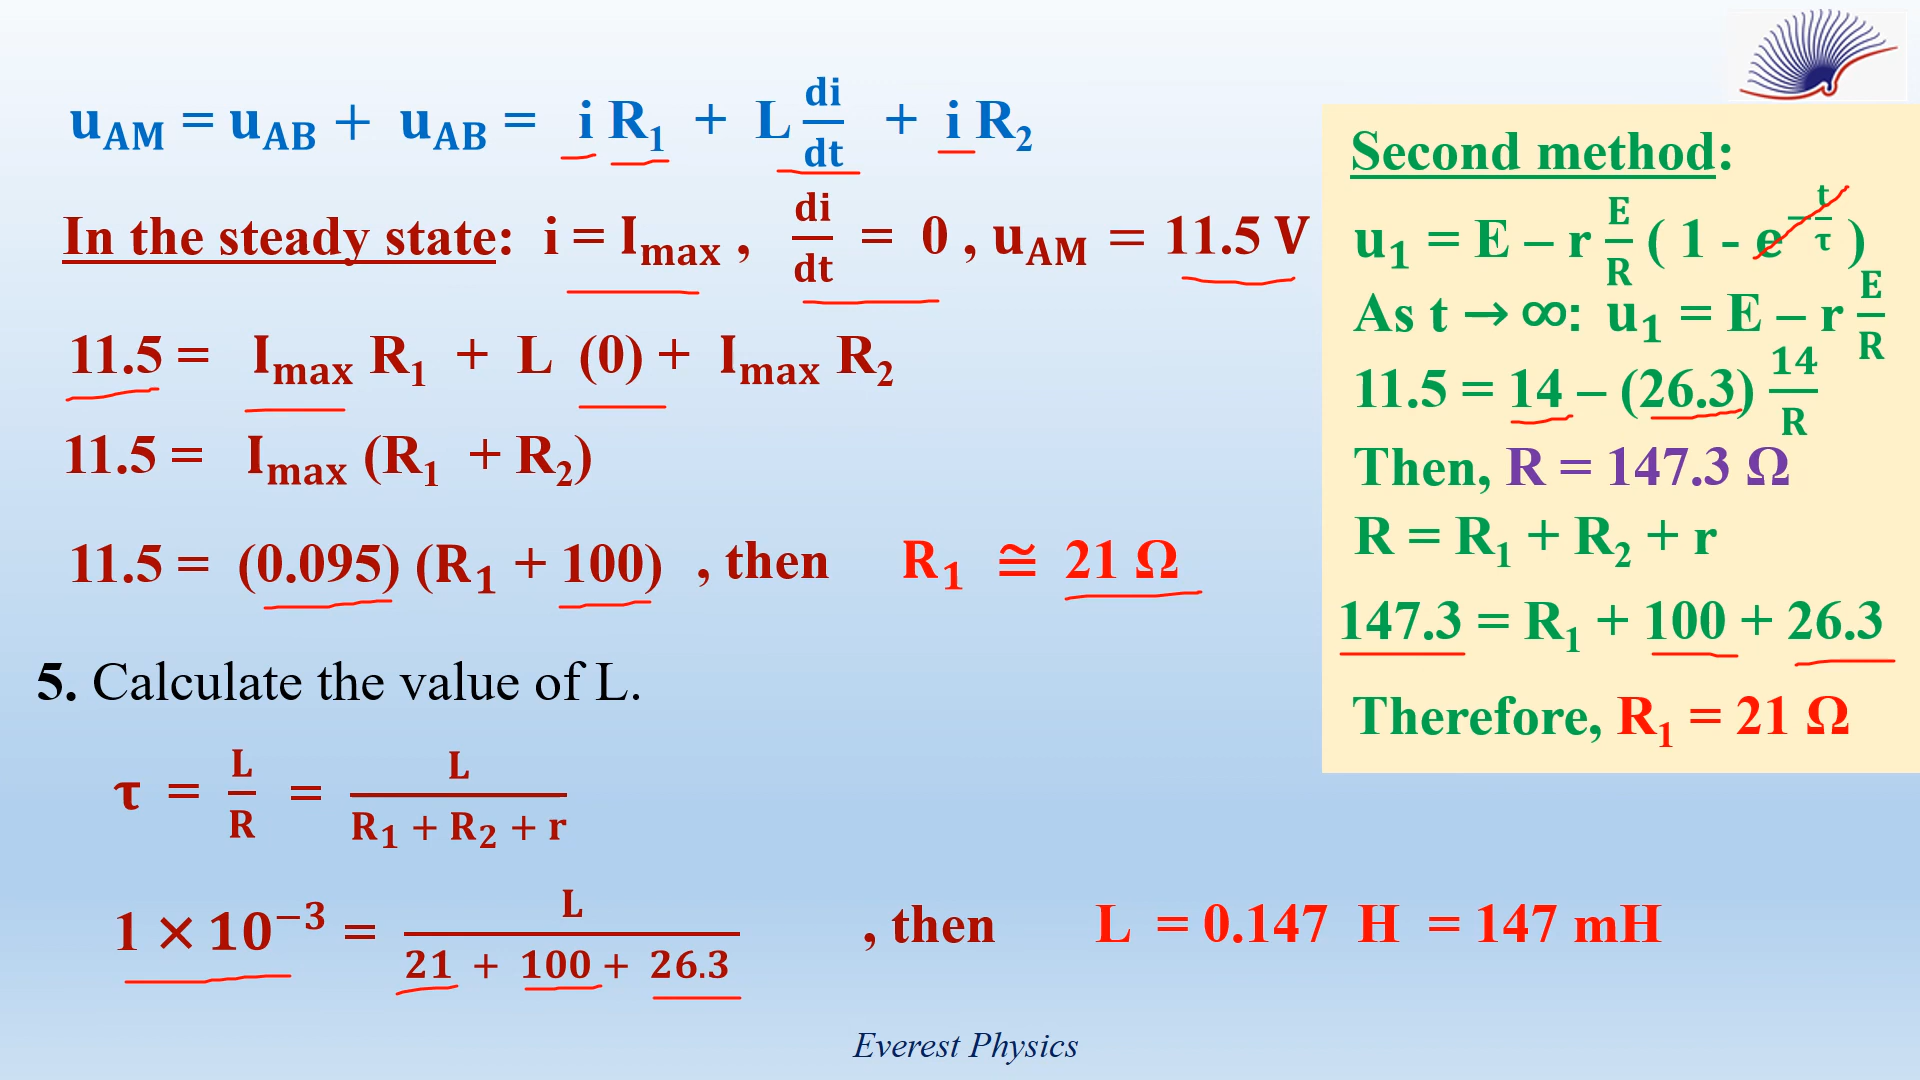 u_AM = u_AB + u_AB = i R₁ + L di/dt + i R₂
In the steady state: i = I_max , di/dt = 0 , u_AM = 11.5 V
11.5 = I_max R₁ + L (0) + I_max R₂
11.5 = I_max (R₁ + R₂)
11.5 = (0.095) (R₁ + 100) , then R₁ ≅ 21 Ω
5. Calculate the value of L.
τ = L/R = L/(R₁ + R₂ + r)
1 × 10⁻³ = L/(21 + 100 + 26.3) , then L = 0.147 H = 147 mH
Second method:
u₁ = E – r E/R ( 1 - e^(–t/τ) )
As t → ∞: u₁ = E – r E/R
11.5 = 14 – (26.3) 14/R
Then, R = 147.3 Ω
R = R₁ + R₂ + r
147.3 = R₁ + 100 + 26.3
Therefore, R₁ = 21 Ω
Everest Physics